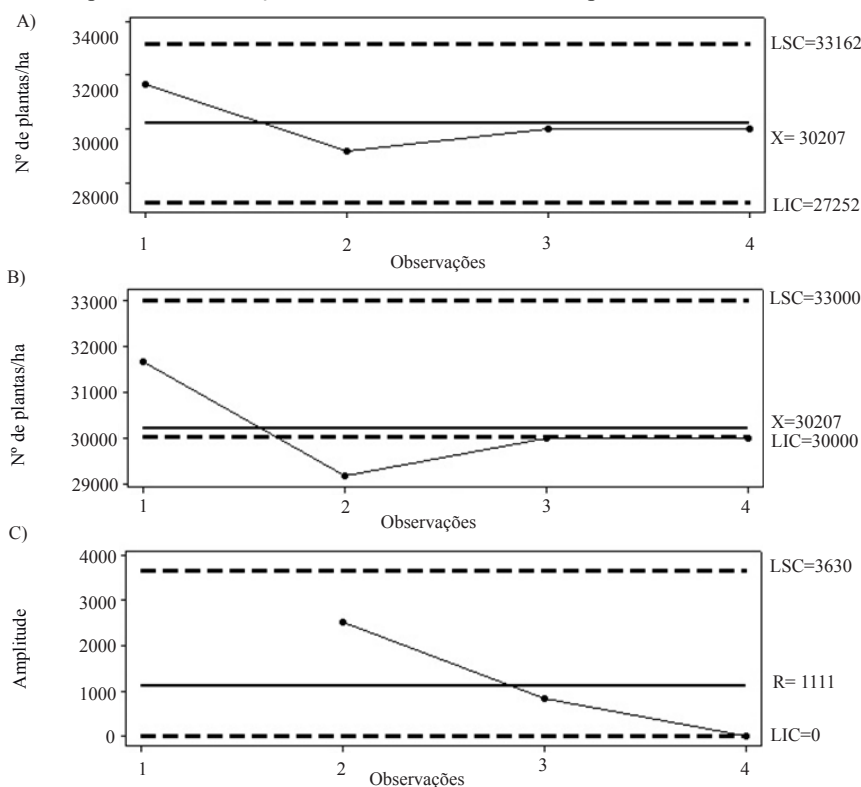 A)
Nº de plantas/ha
34000
32000
30000
28000
LSC=33162
X= 30207
LIC=27252
1 2 3 4
Observações
B)
Nº de plantas/ha
33000
32000
31000
30000
29000
LSC=33000
X=30207
LIC=30000
1 2 3 4
Observações
C)
Amplitude
4000
3000
2000
1000
0
LSC=3630
R= 1111
LIC=0
1 2 3 4
Observações